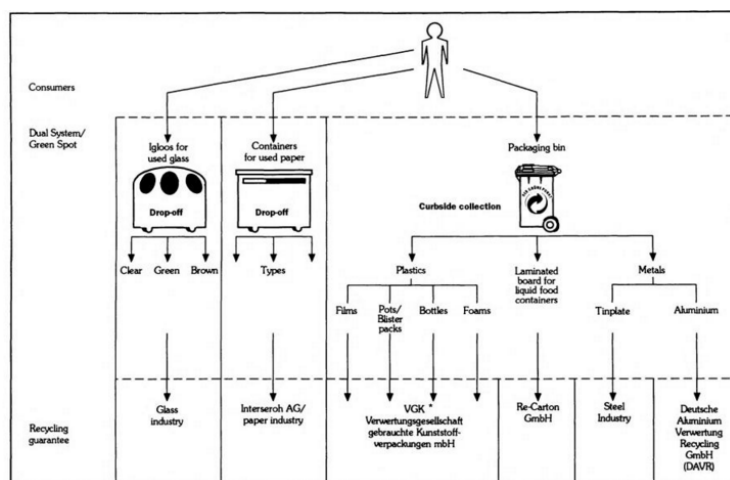 Consumers
Dual System/
Green Spot
Igloos for
used glass
Containers
for used paper
Packaging bin
Drop-off
Drop-off
Curbside collection
Clear
Green
Brown
Types
Plastics
Laminated
board for
liquid food
containers
Metals
Films
Pots/
Blister
packs
Bottles
Foams
Tinplate
Aluminium
Recycling
guarantee
Glass
industry
Interseroh AG/
paper industry
VGK *
Verwertungsgesellschaft
gebrauchte Kunststoff-
verpackungen mbH
Re-Carton
GmbH
Steel
Industry
Deutsche
Aluminium
Verwertung
Recycling
GmbH
(DAVR)